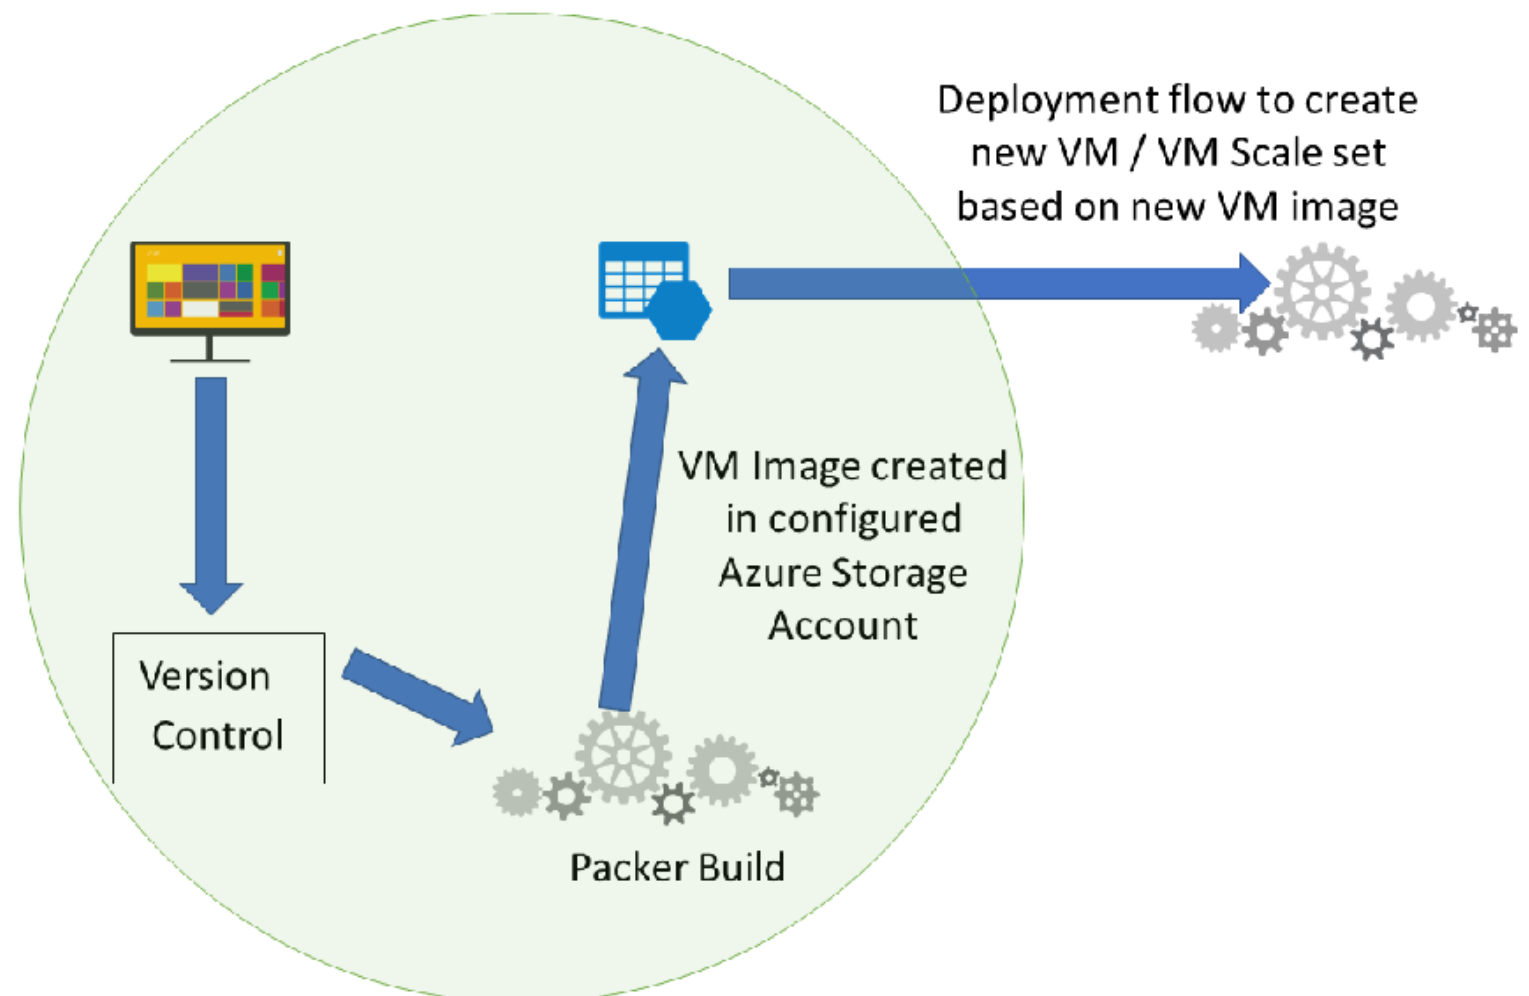 Deployment flow to create
new VM / VM Scale set
based on new VM image
VM Image created
in configured
Azure Storage
Account
Version
Control
Packer Build